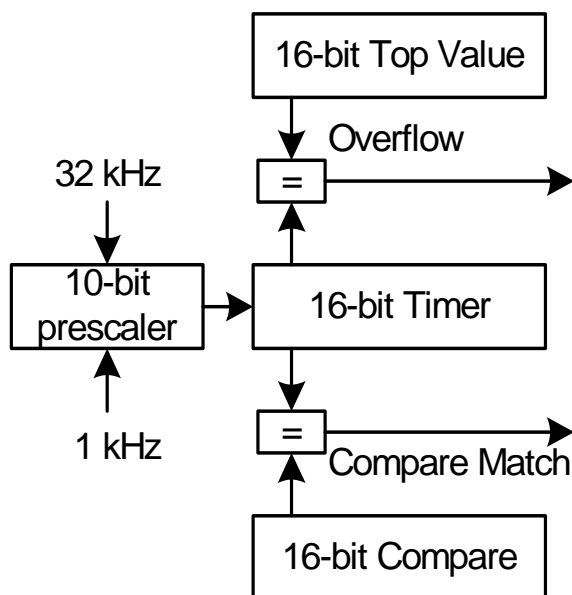 16-bit Top Value
Overflow
=
32 kHz
10-bit
prescaler
16-bit Timer
1 kHz
=
Compare Match
16-bit Compare